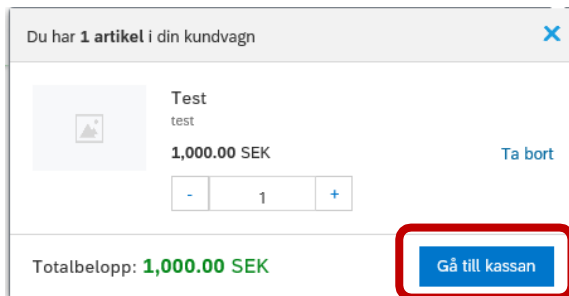 Du har 1 artikel i din kundvagn
Test
test
1,000.00 SEK
Ta bort
- 1 +
Totalbelopp: 1,000.00 SEK
Gå till kassan